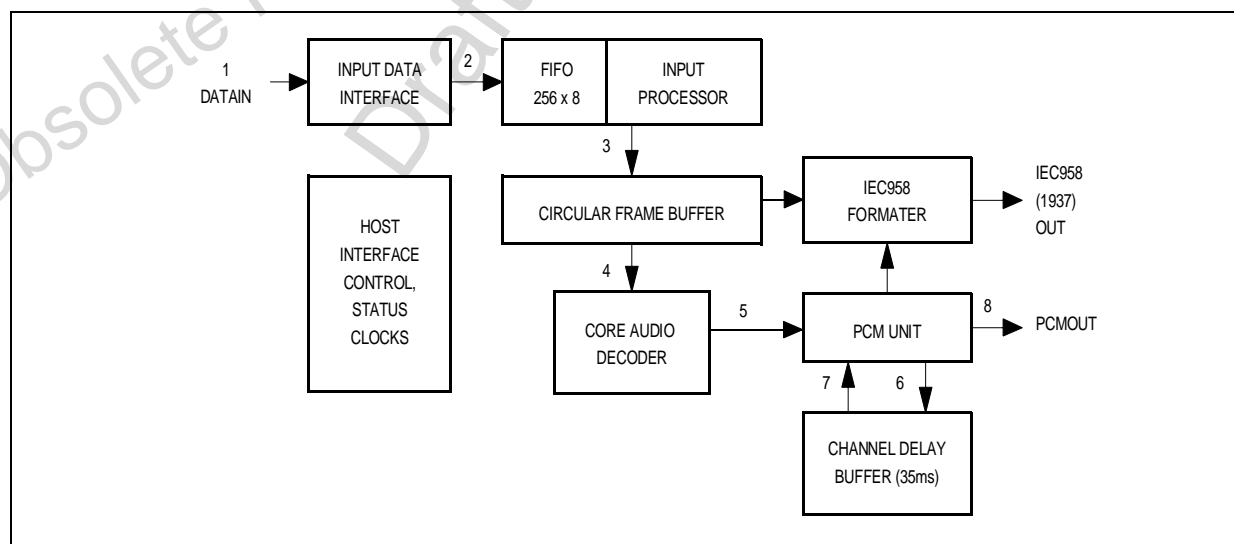 obsolete
Draft
1
DATAIN
INPUT DATA
INTERFACE
2
FIFO
256 x 8
INPUT
PROCESSOR
3
HOST
INTERFACE
CONTROL,
STATUS
CLOCKS
CIRCULAR FRAME BUFFER
IEC958
FORMATER
IEC958
(1937)
OUT
4
CORE AUDIO
DECODER
5
PCM UNIT
8
PCMOUT
7
6
CHANNEL DELAY
BUFFER (35ms)